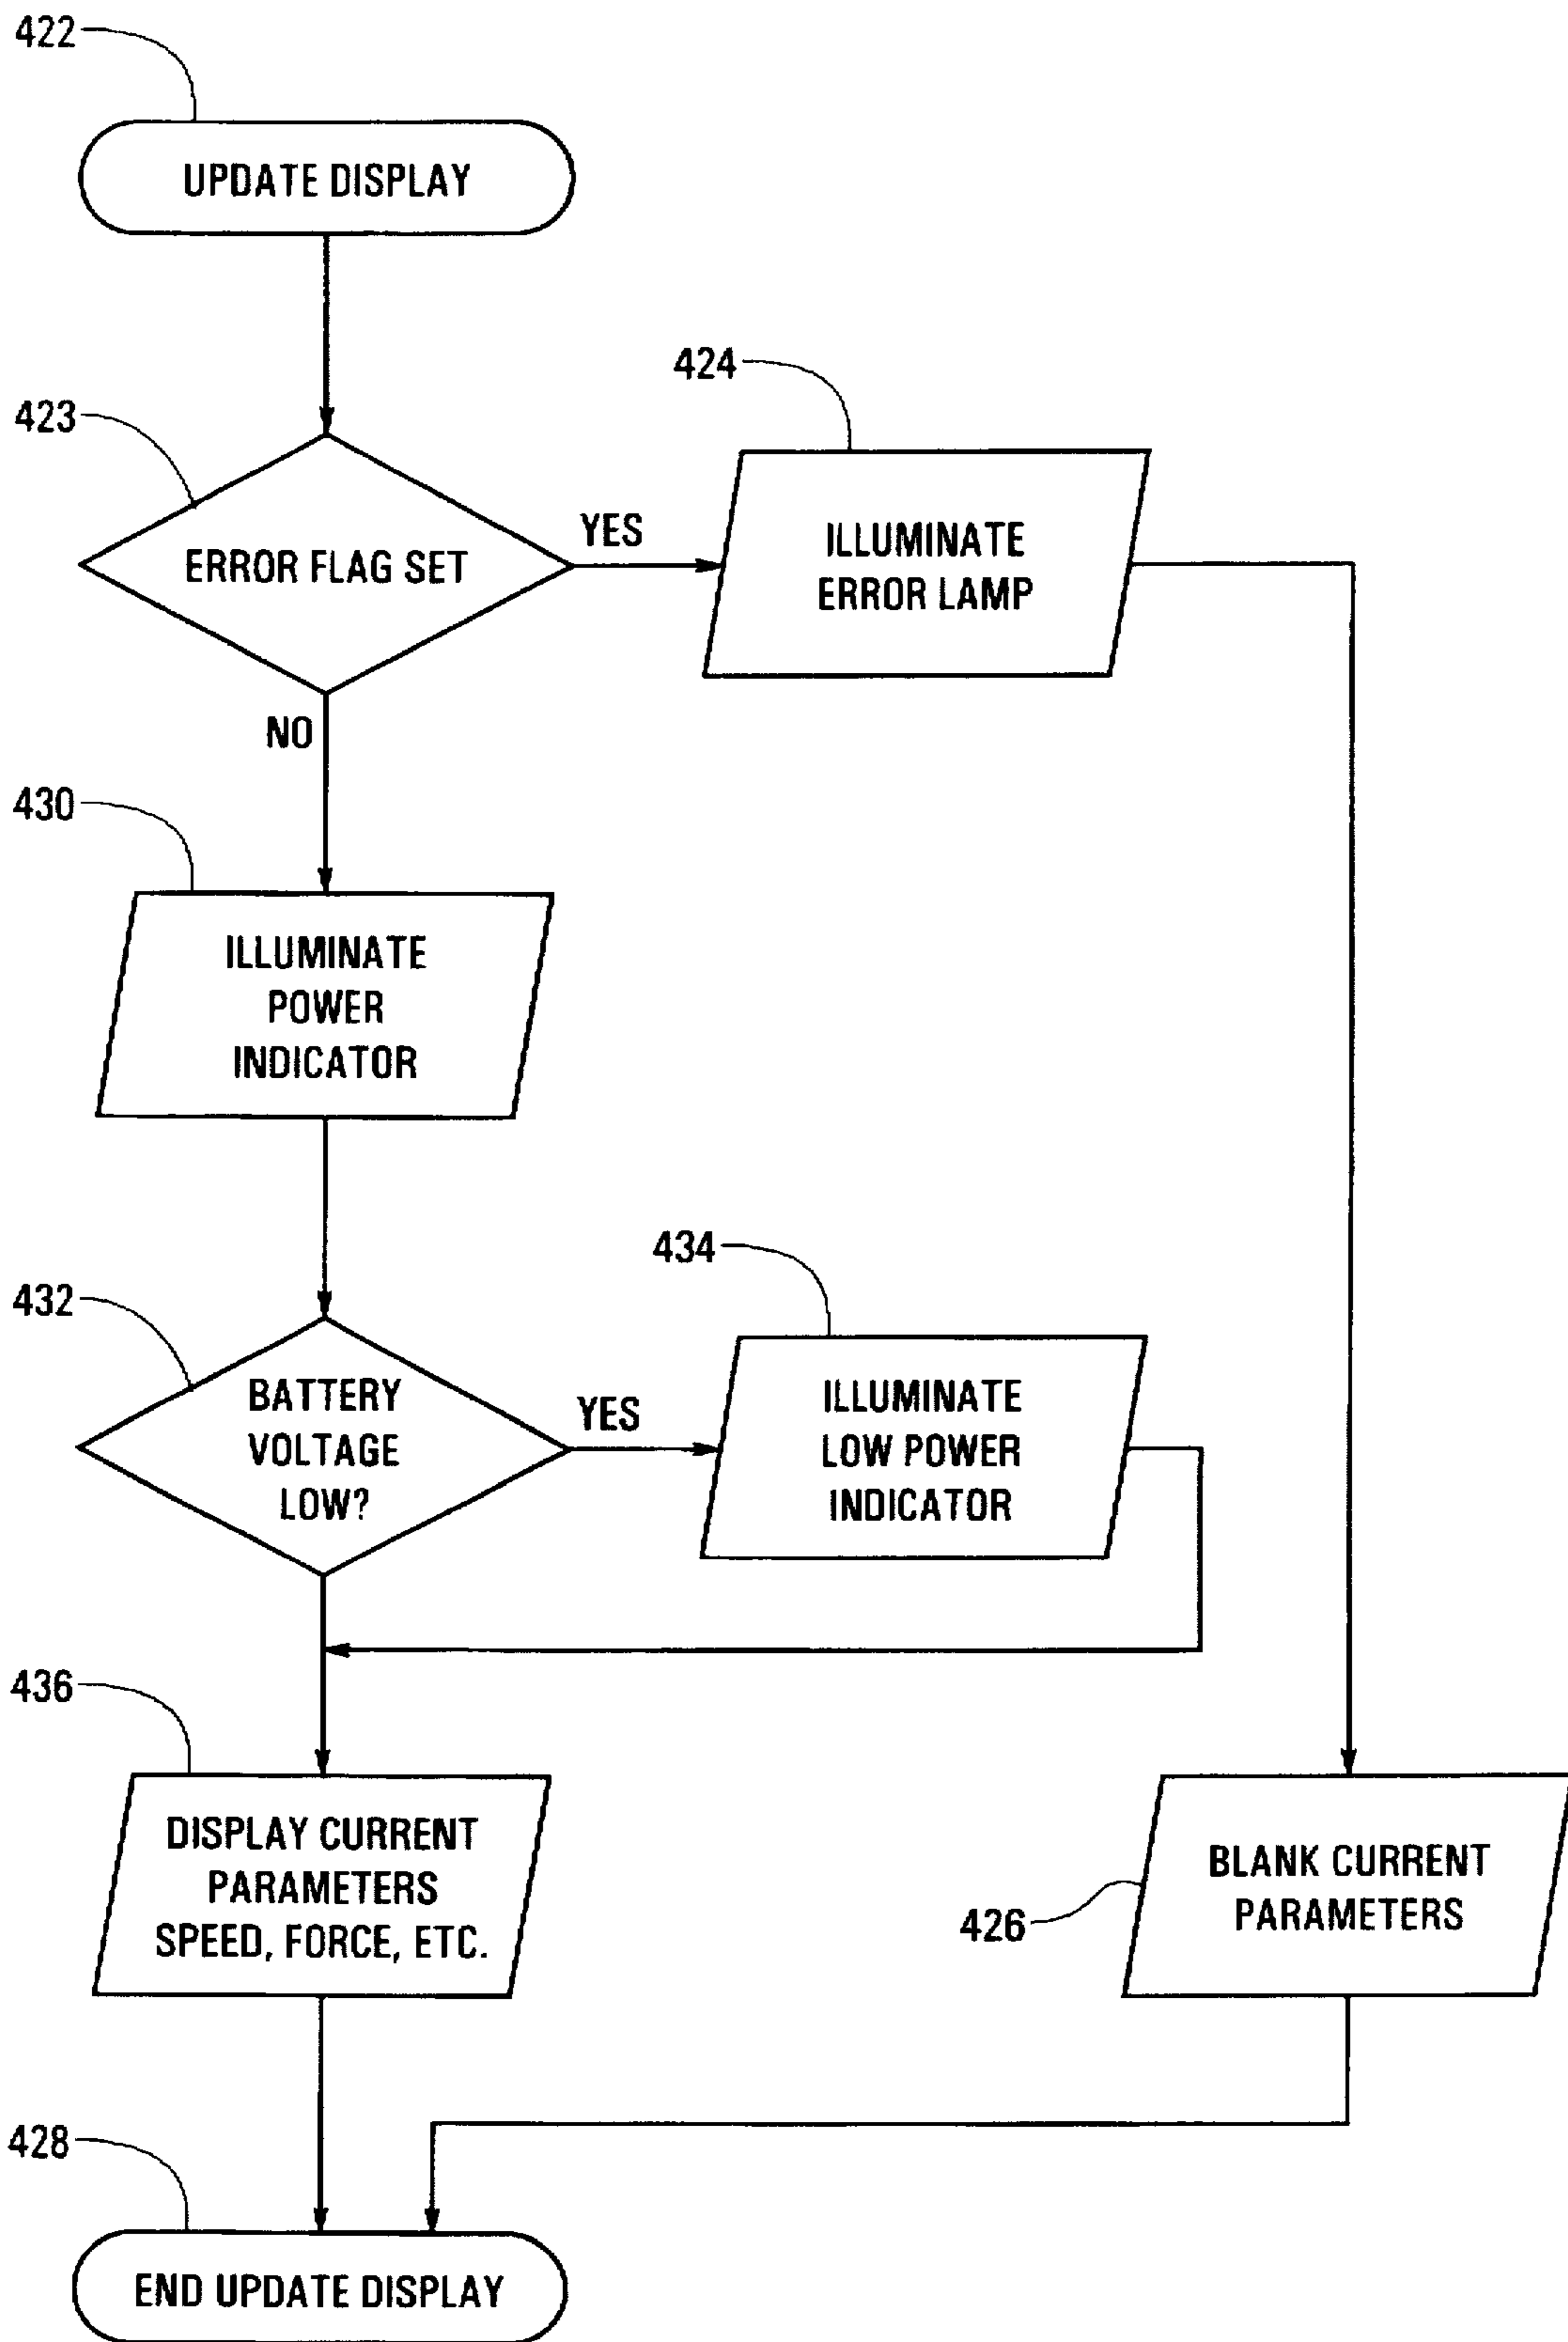 422
UPDATE DISPLAY
423
ERROR FLAG SET
YES
424
ILLUMINATE
ERROR LAMP
NO
430
ILLUMINATE
POWER
INDICATOR
432
BATTERY
VOLTAGE
LOW?
YES
434
ILLUMINATE
LOW POWER
INDICATOR
436
DISPLAY CURRENT
PARAMETERS
SPEED, FORCE, ETC.
BLANK CURRENT
PARAMETERS
426
428
END UPDATE DISPLAY